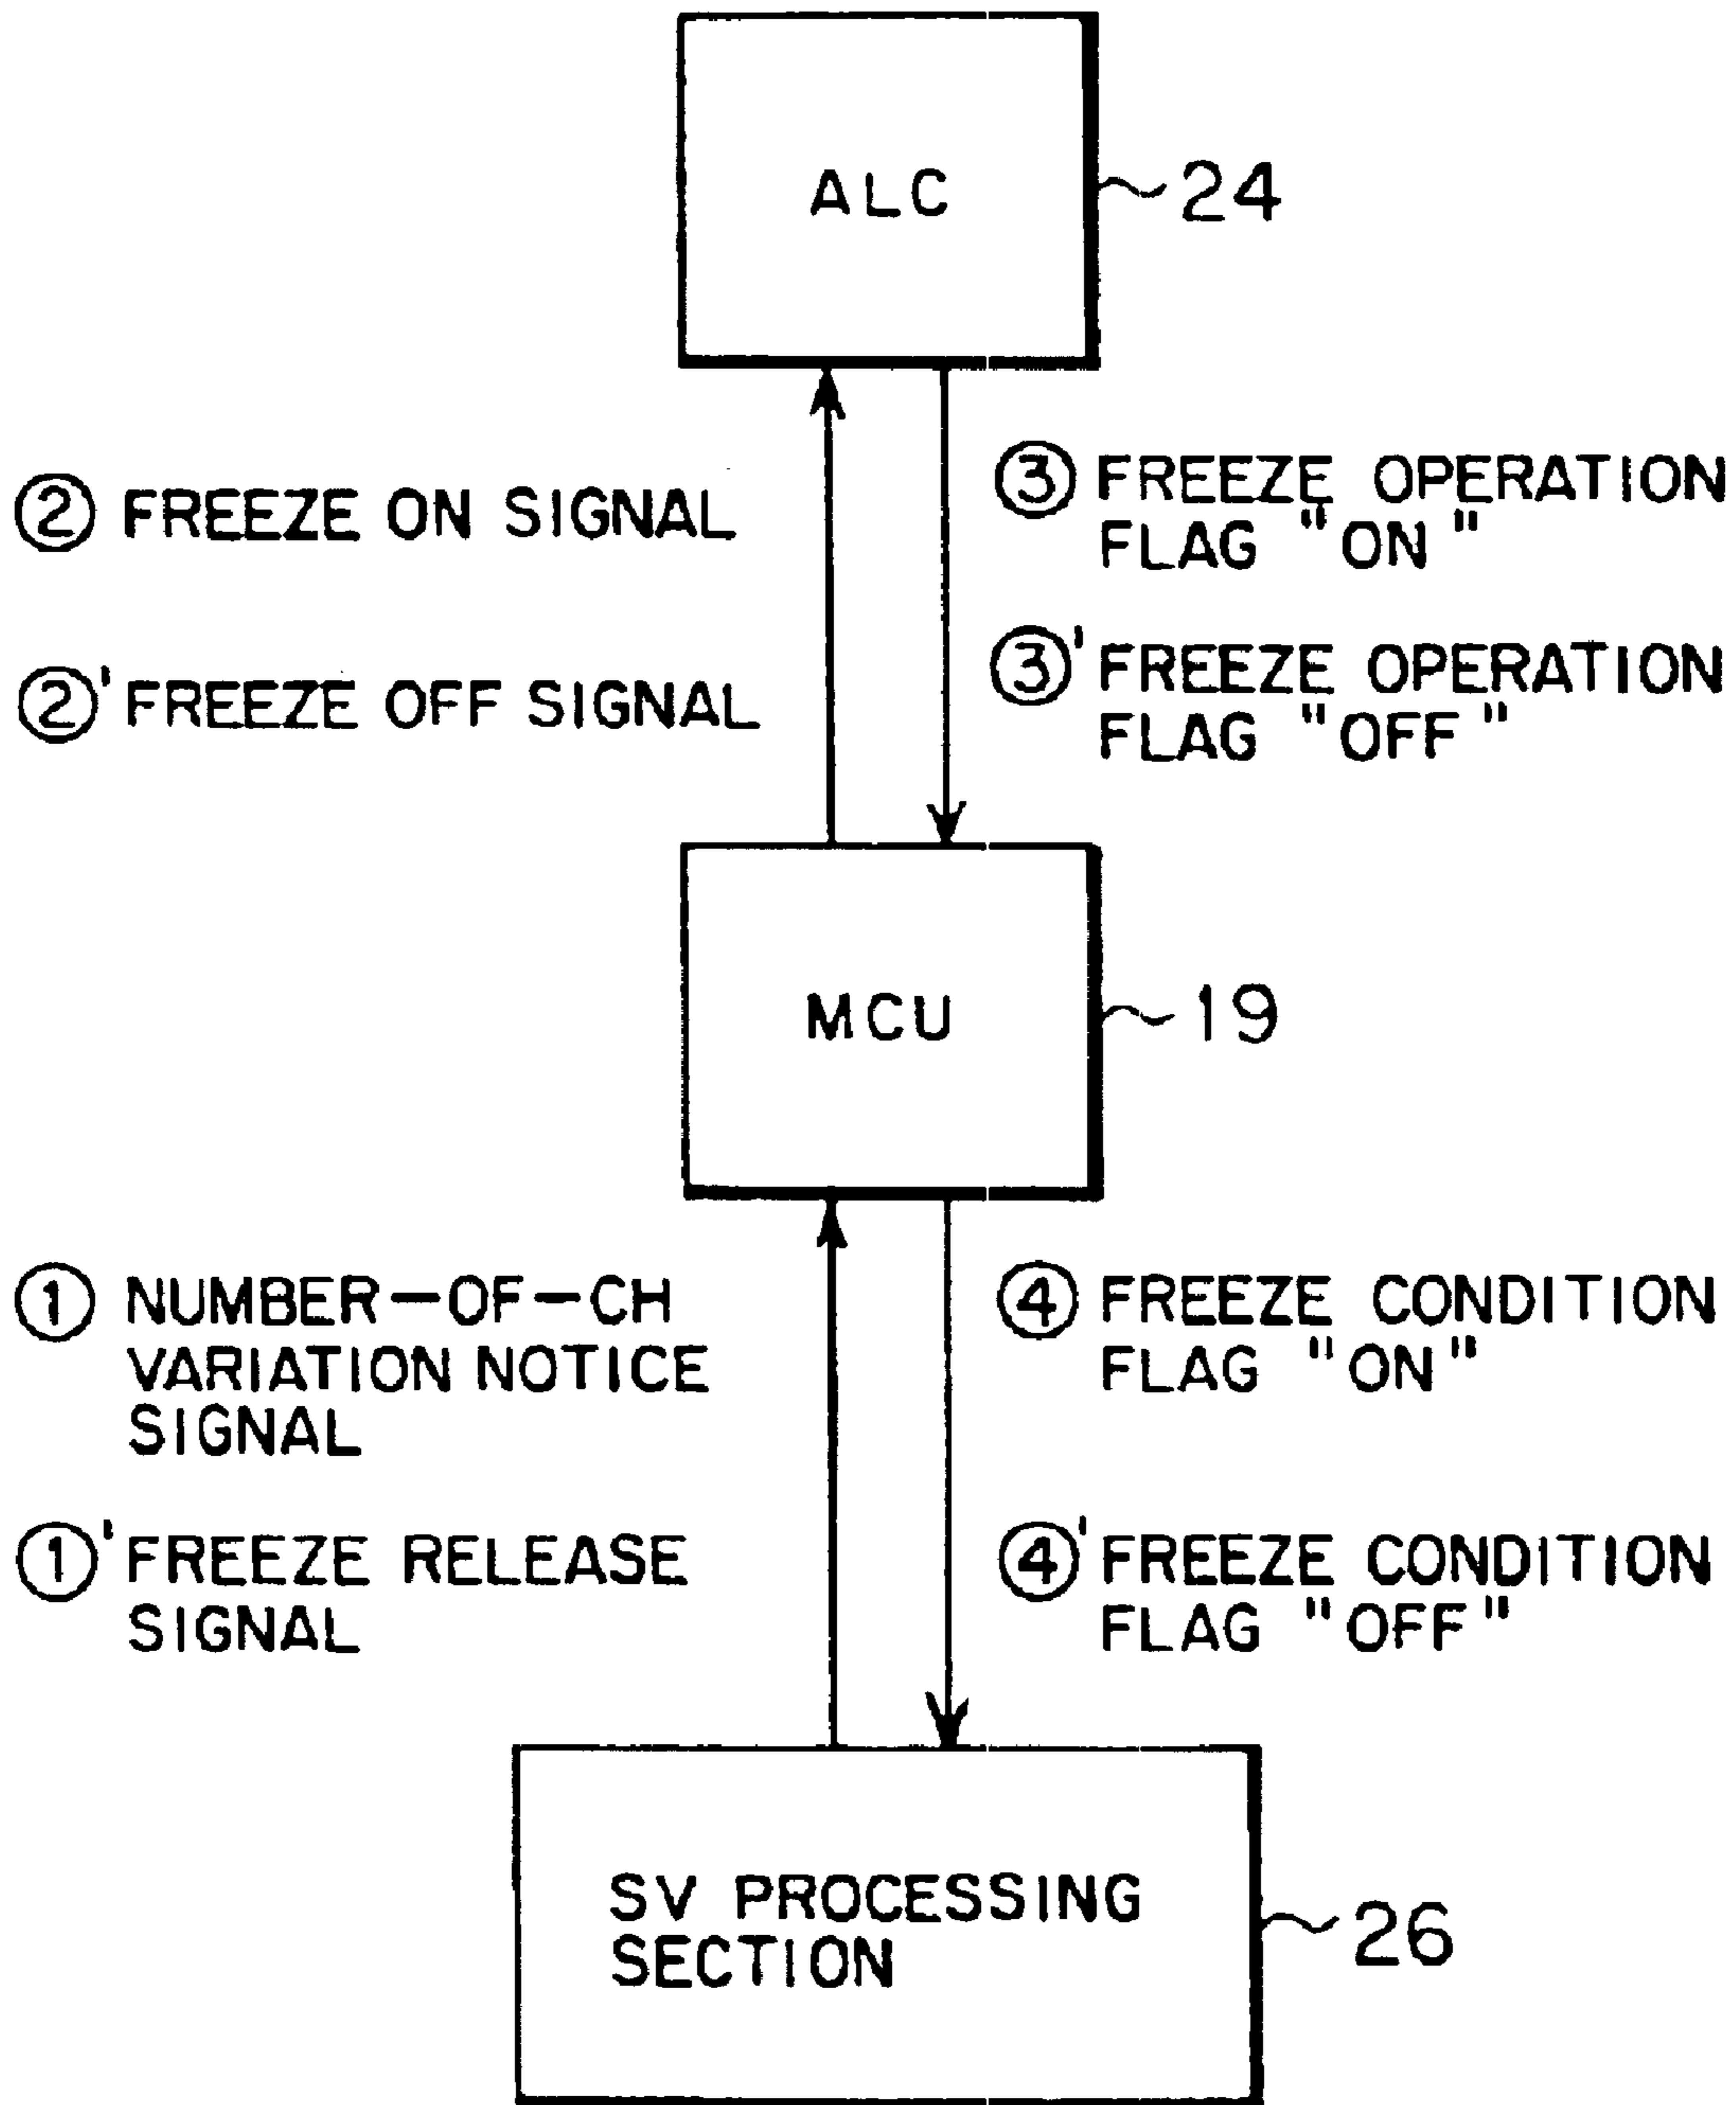 ALC
24
② FREEZE ON SIGNAL
②' FREEZE OFF SIGNAL
③ FREEZE OPERATION
FLAG "ON"
③' FREEZE OPERATION
FLAG "OFF"
MCU
19
① NUMBER-OF-CH
VARIATION NOTICE
SIGNAL
①' FREEZE RELEASE
SIGNAL
④ FREEZE CONDITION
FLAG "ON"
④' FREEZE CONDITION
FLAG "OFF"
SV PROCESSING
SECTION
26